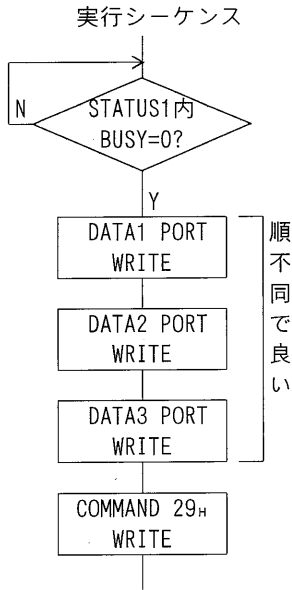 実行シーケンス
STATUS1内
BUSY=0?
N
Y
DATA1 PORT
WRITE
DATA2 PORT
WRITE
DATA3 PORT
WRITE
順不同で良い
COMMAND 29H
WRITE